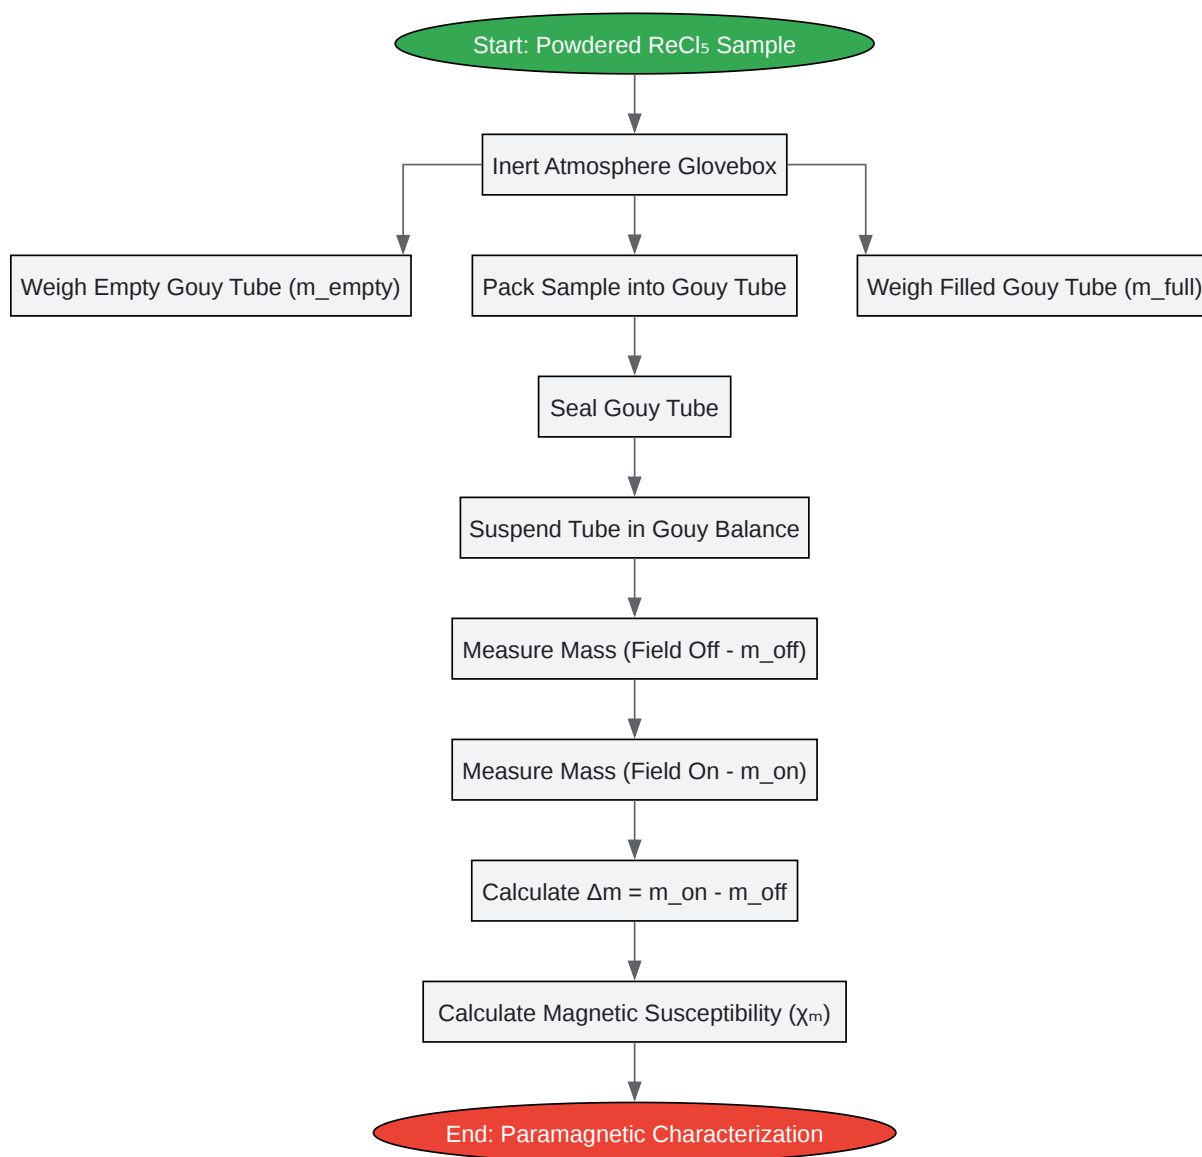 Start: Powdered ReCl₅ Sample
Inert Atmosphere Glovebox
Weigh Empty Gouy Tube (m_empty)
Pack Sample into Gouy Tube
Weigh Filled Gouy Tube (m_full)
Seal Gouy Tube
Suspend Tube in Gouy Balance
Measure Mass (Field Off - m_off)
Measure Mass (Field On - m_on)
Calculate Δm = m_on - m_off
Calculate Magnetic Susceptibility (χₘ)
End: Paramagnetic Characterization